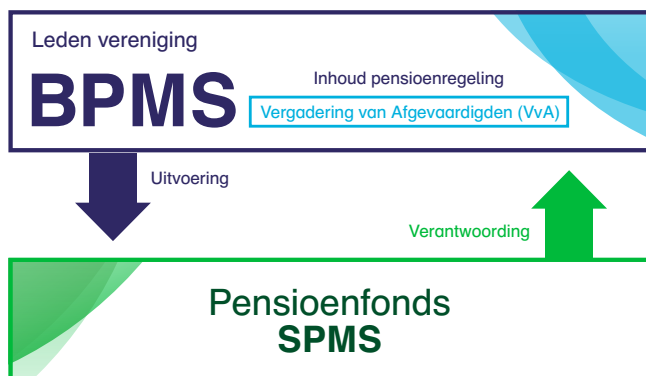 Leden vereniging
BPMS
Inhoud pensioenregeling
Vergadering van Afgevaardigden (VvA)
Uitvoering
Verantwoording
Pensioenfonds
SPMS